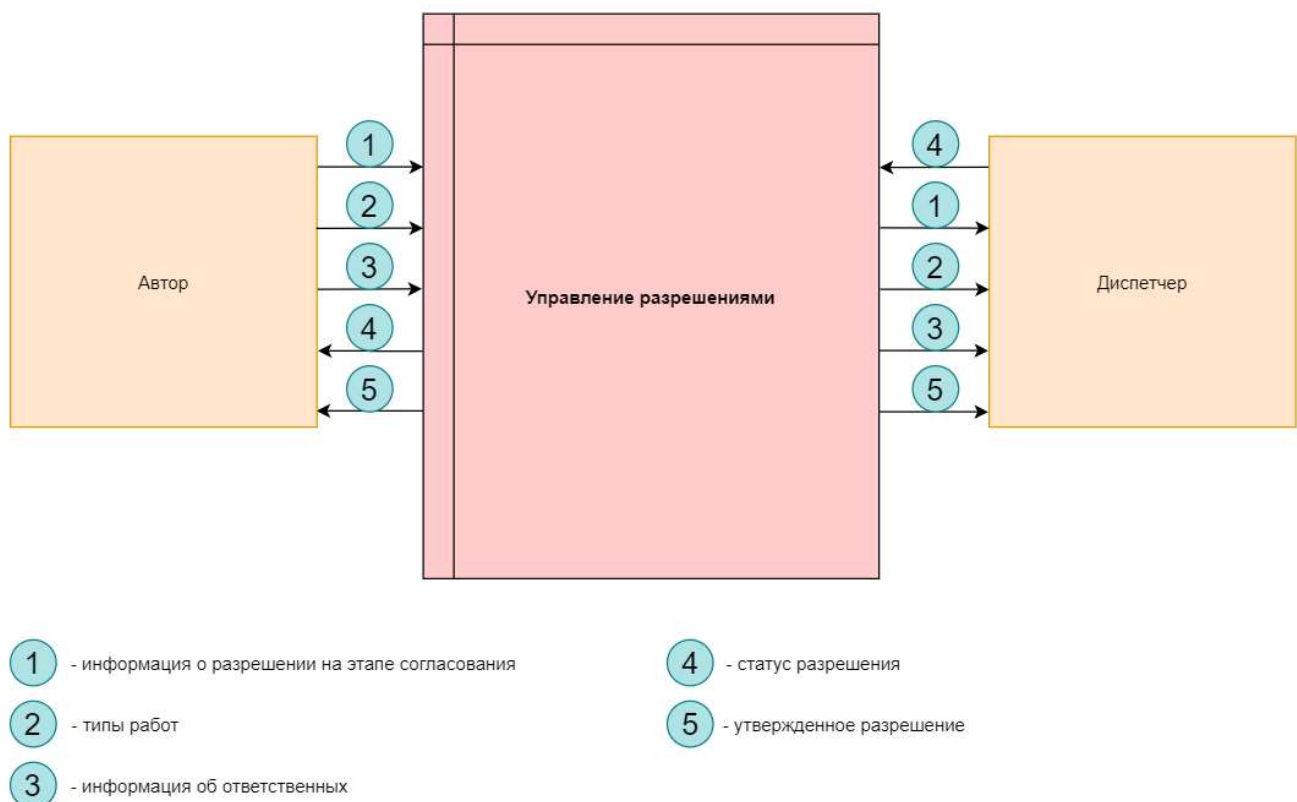 1
2
3
4
5
Автор
Управление разрешениями
4
1
2
3
5
Диспетчер
1 - информация о разрешении на этапе согласования
2 - типы работ
3 - информация об ответственных
4 - статус разрешения
5 - утвержденное разрешение